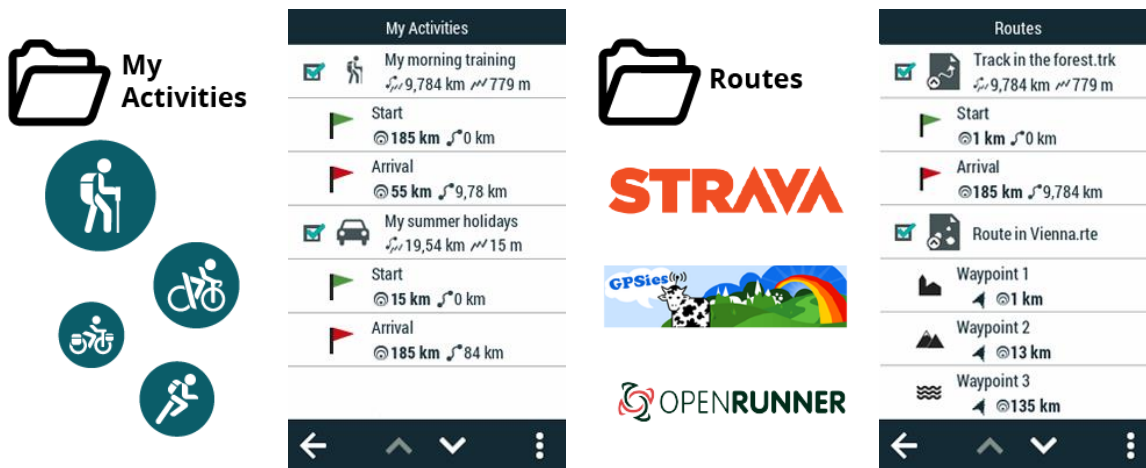 My
Activities
My Activities
My morning training
9,784 km 779 m
Start
185 km 0 km
Arrival
55 km 9,78 km
My summer holidays
19,54 km 15 m
Start
15 km 0 km
Arrival
185 km 84 km
Routes
STRAVA
GPSies
OPENRUNNER
Routes
Track in the forest.trk
9,784 km 779 m
Start
1 km 0 km
Arrival
185 km 9,784 km
Route in Vienna.rte
Waypoint 1
1 km
Waypoint 2
13 km
Waypoint 3
135 km